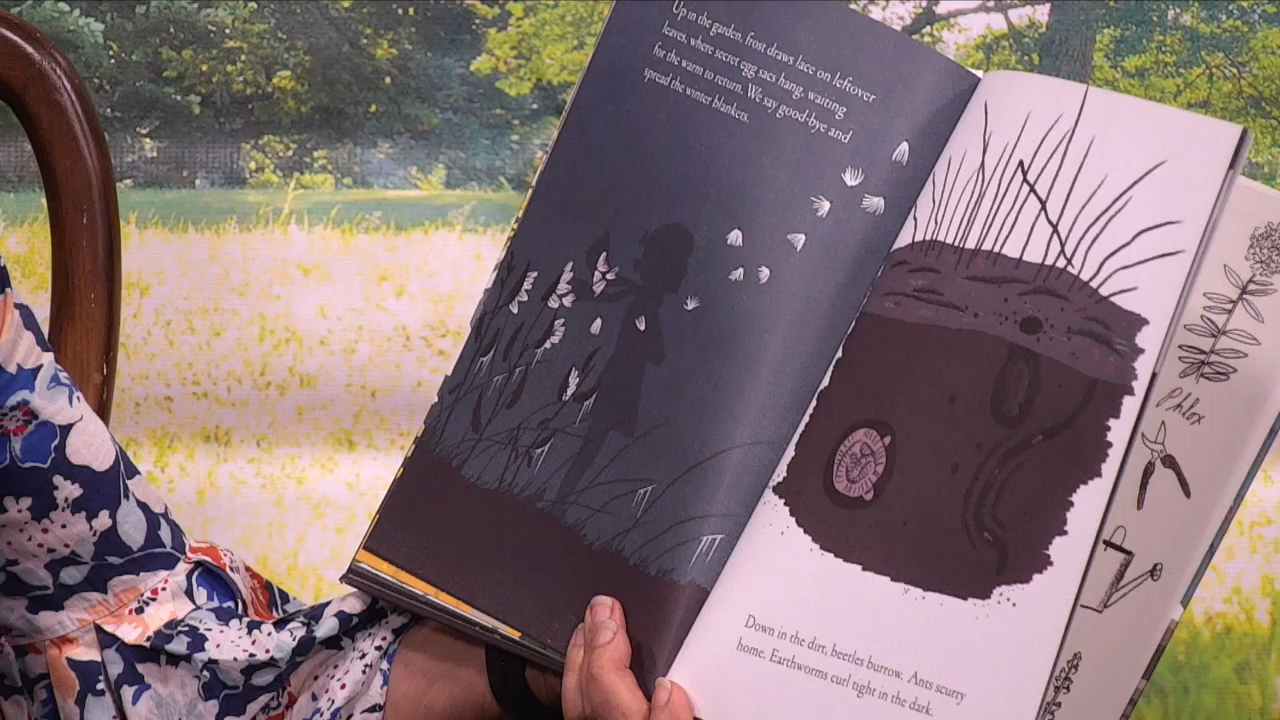 Up in the garden, frost draws lace on leftover
leaves, where secret egg sacs hang, waiting
for the warm to return. We say good-bye and
spread the winter blankets.
Down in the dirt, beetles burrow. Ants scurry
home. Earthworms curl tight in the dark.
Phlox